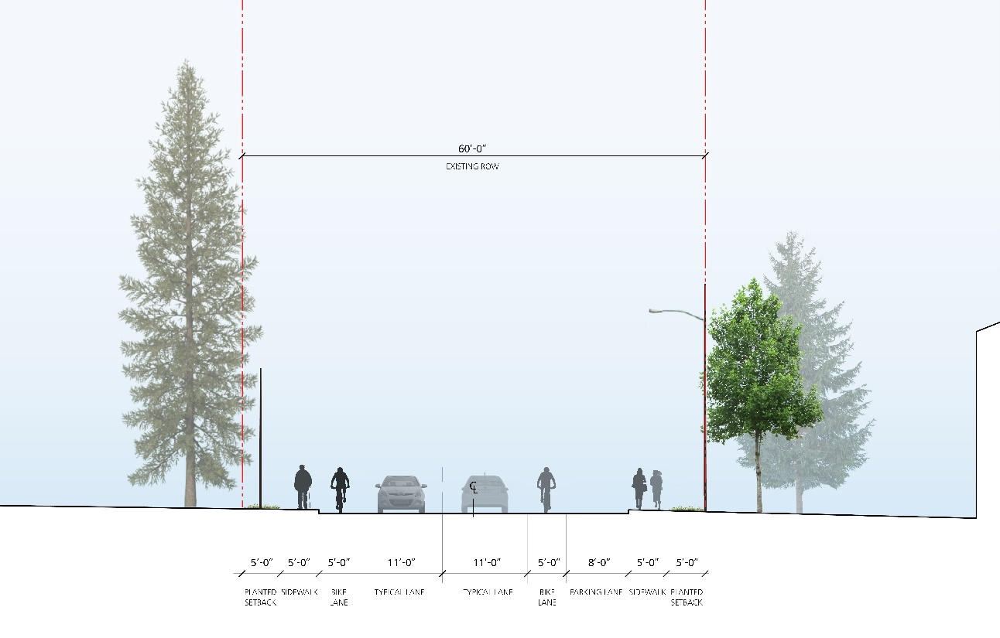 60'-0"
EXISTING ROW
℄
5'-0" 5'-0" 5'-0" 11'-0" 11'-0" 5'-0" 8'-0" 5'-0" 5'-0"
PLANTED SIDEWALK BIKE TYPICAL LANE TYPICAL LANE BIKE PARKING LANE SIDEWALK PLANTED
SETBACK LANE LANE SETBACK